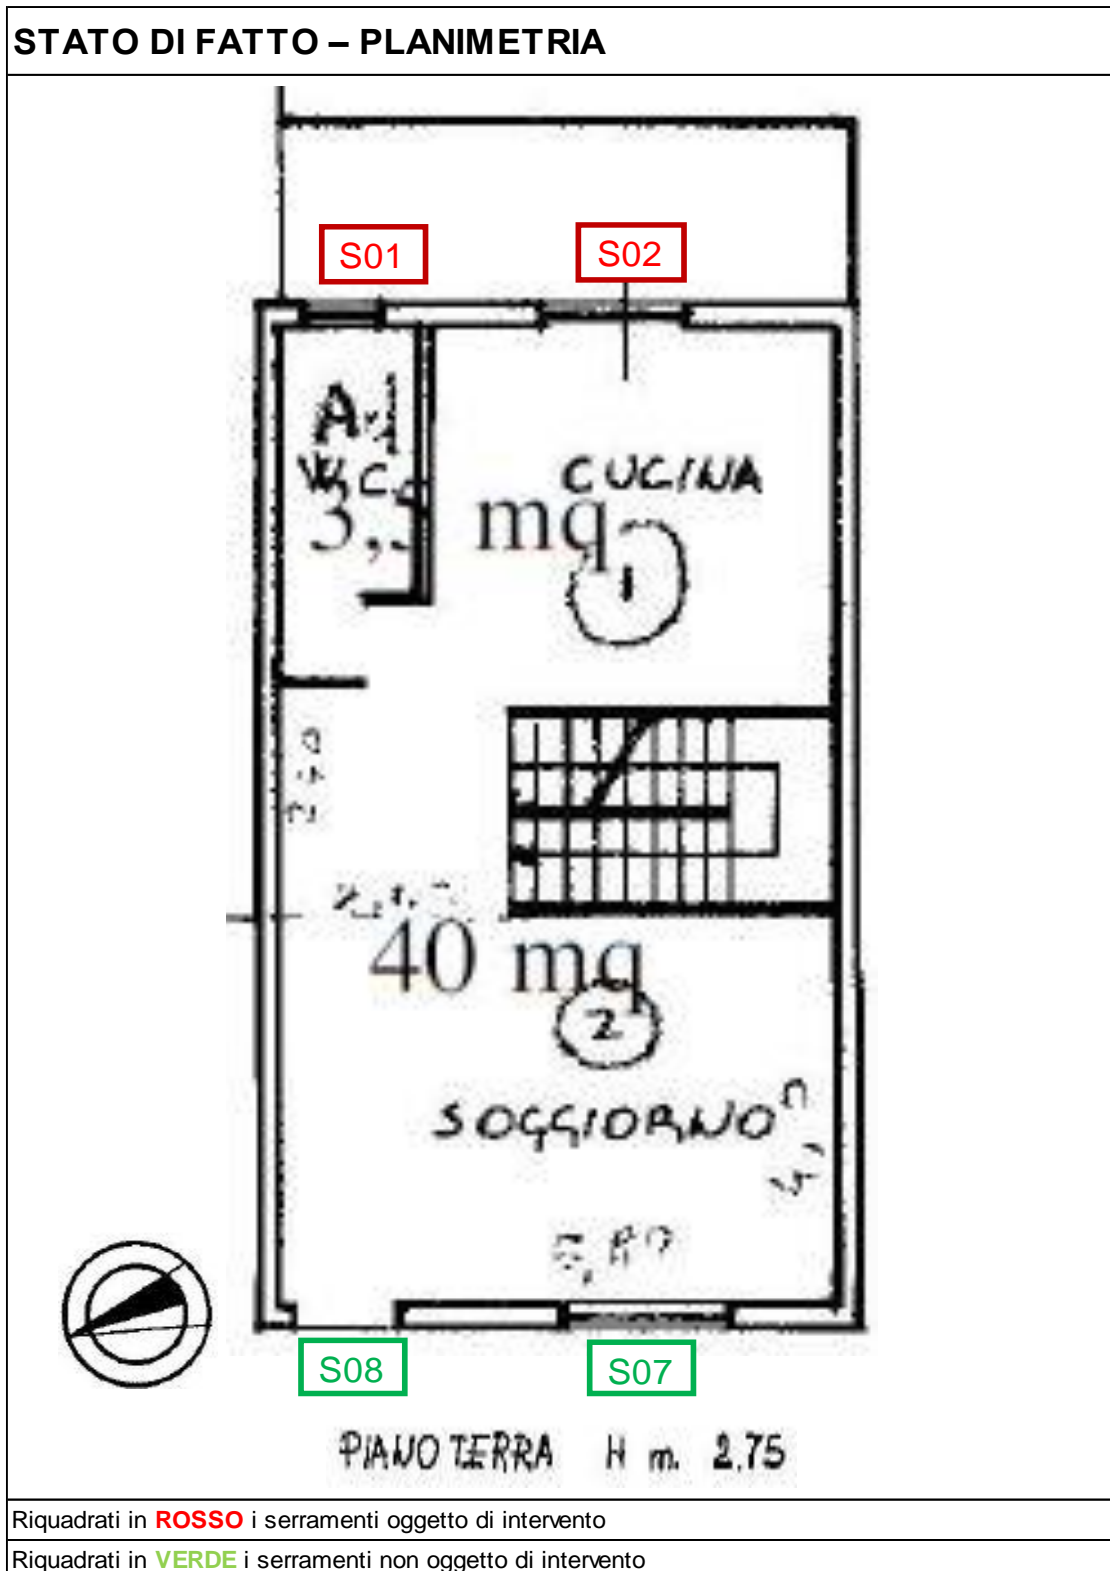 STATO DI FATTO – PLANIMETRIA
S01
S02
W.C.
CUCINA
mq
1
40 mq
2
SOGGIORNO
S08
S07
PIANO TERRA H m. 2.75
Riquadrati in ROSSO i serramenti oggetto di intervento
Riquadrati in VERDE i serramenti non oggetto di intervento